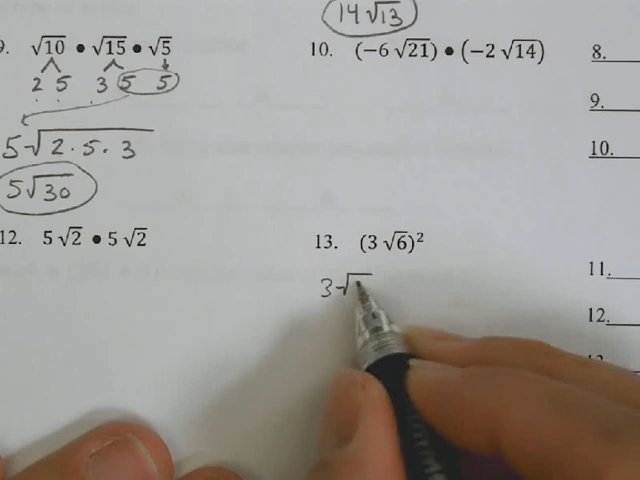 14√13
9. √10 • √15 • √5
2 5 3 5 5
5√2·5·3
5√30
10. (−6 √21) • (−2 √14)
8.
9.
10.
12. 5 √2 • 5 √2
13. (3 √6)²
3√
11.
12.